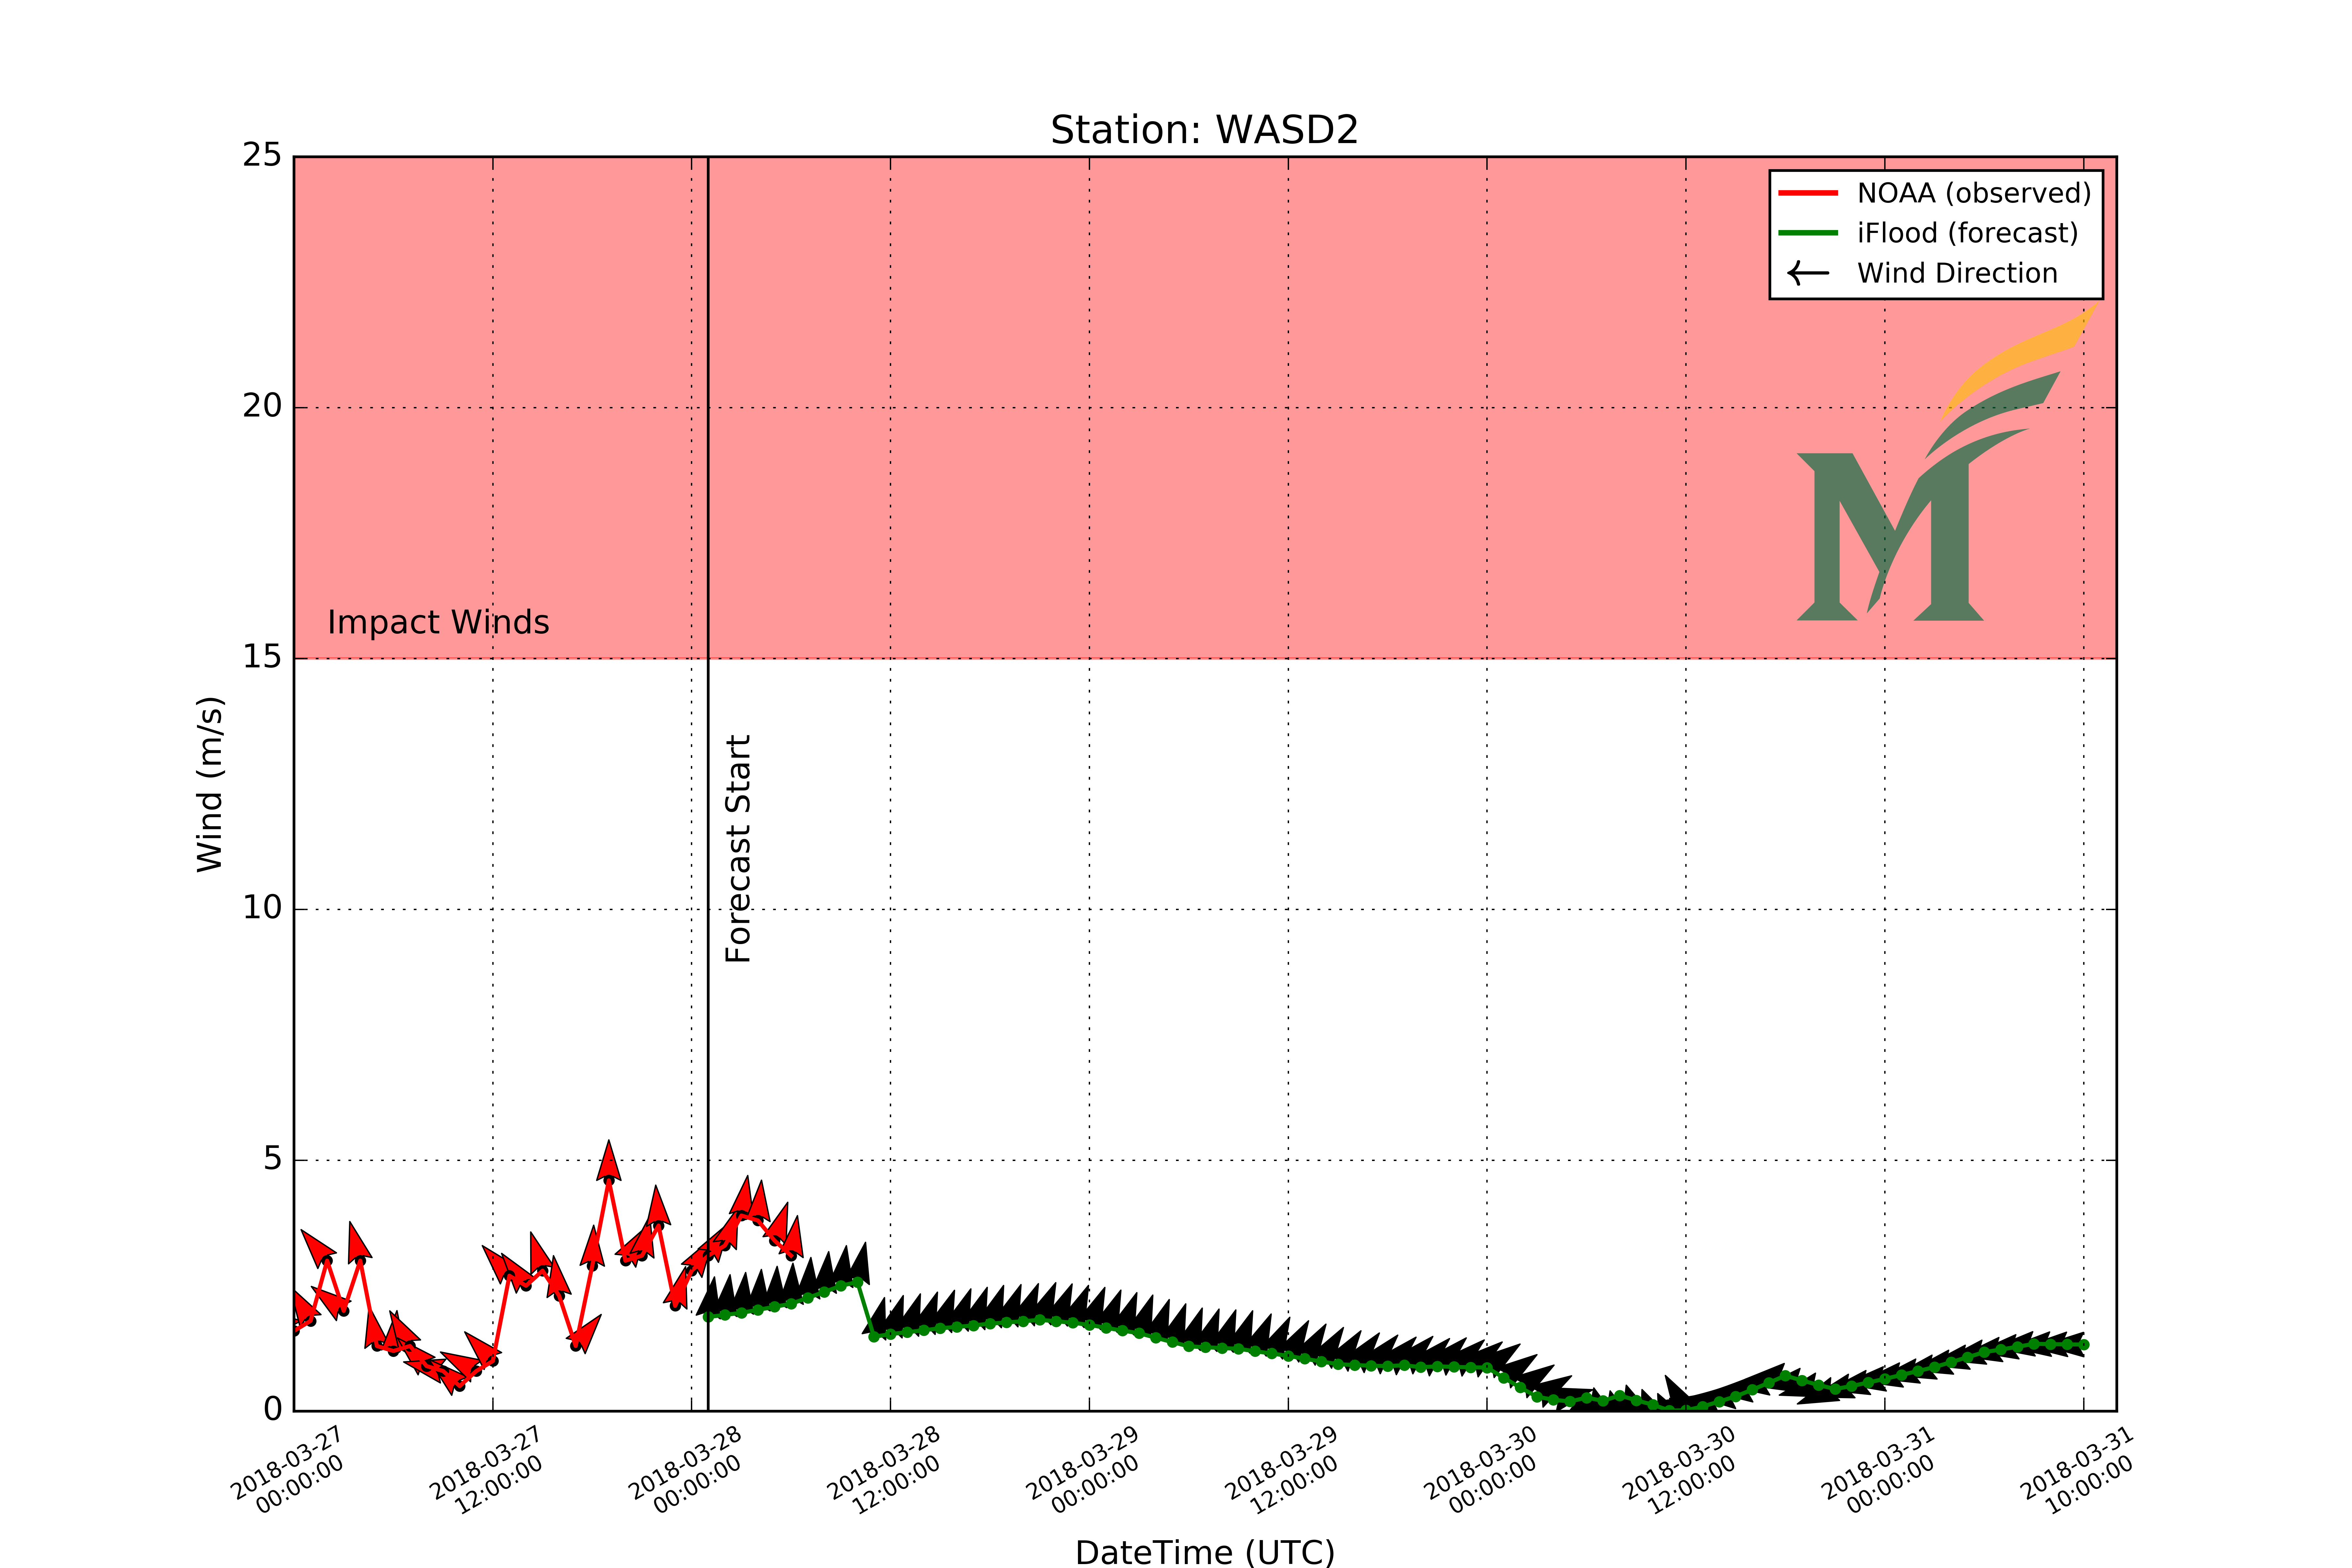 Station: WASD2
25
NOAA (observed)
iFlood (forecast)
Wind Direction
20
Impact Winds
15
Wind (m/s)
Forecast Start
10
5
0
2018-03-27
00:00:00
2018-03-27
12:00:00
2018-03-28
00:00:00
2018-03-28
12:00:00
2018-03-29
00:00:00
2018-03-29
12:00:00
2018-03-30
00:00:00
2018-03-30
12:00:00
2018-03-31
00:00:00
2018-03-31
10:00:00
DateTime (UTC)
M